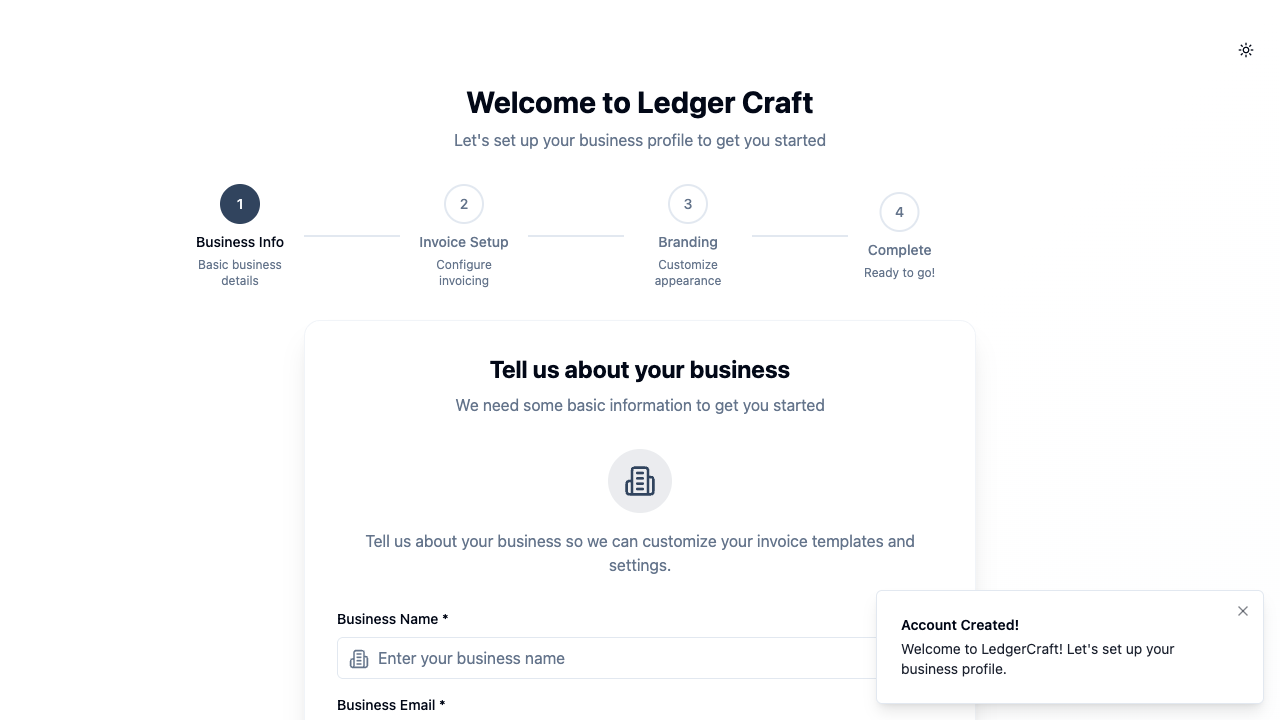 Welcome to Ledger Craft
Let's set up your business profile to get you started
1
Business Info
Basic business
details
2
Invoice Setup
Configure
invoicing
3
Branding
Customize
appearance
4
Complete
Ready to go!
Tell us about your business
We need some basic information to get you started
Tell us about your business so we can customize your invoice templates and
settings.
Business Name *
Enter your business name
Business Email *
Account Created!
Welcome to LedgerCraft! Let's set up your
business profile.